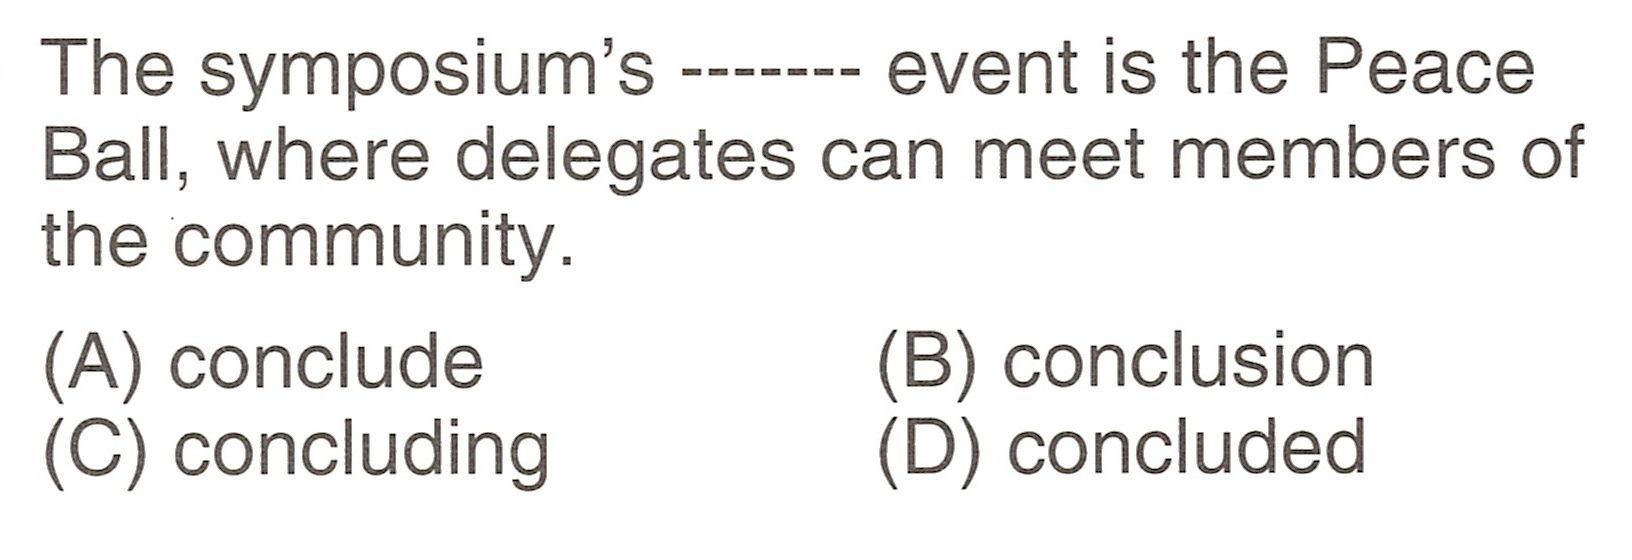 The symposium’s ------- event is the Peace
Ball, where delegates can meet members of
the community.
(A) conclude (B) conclusion
(C) concluding (D) concluded